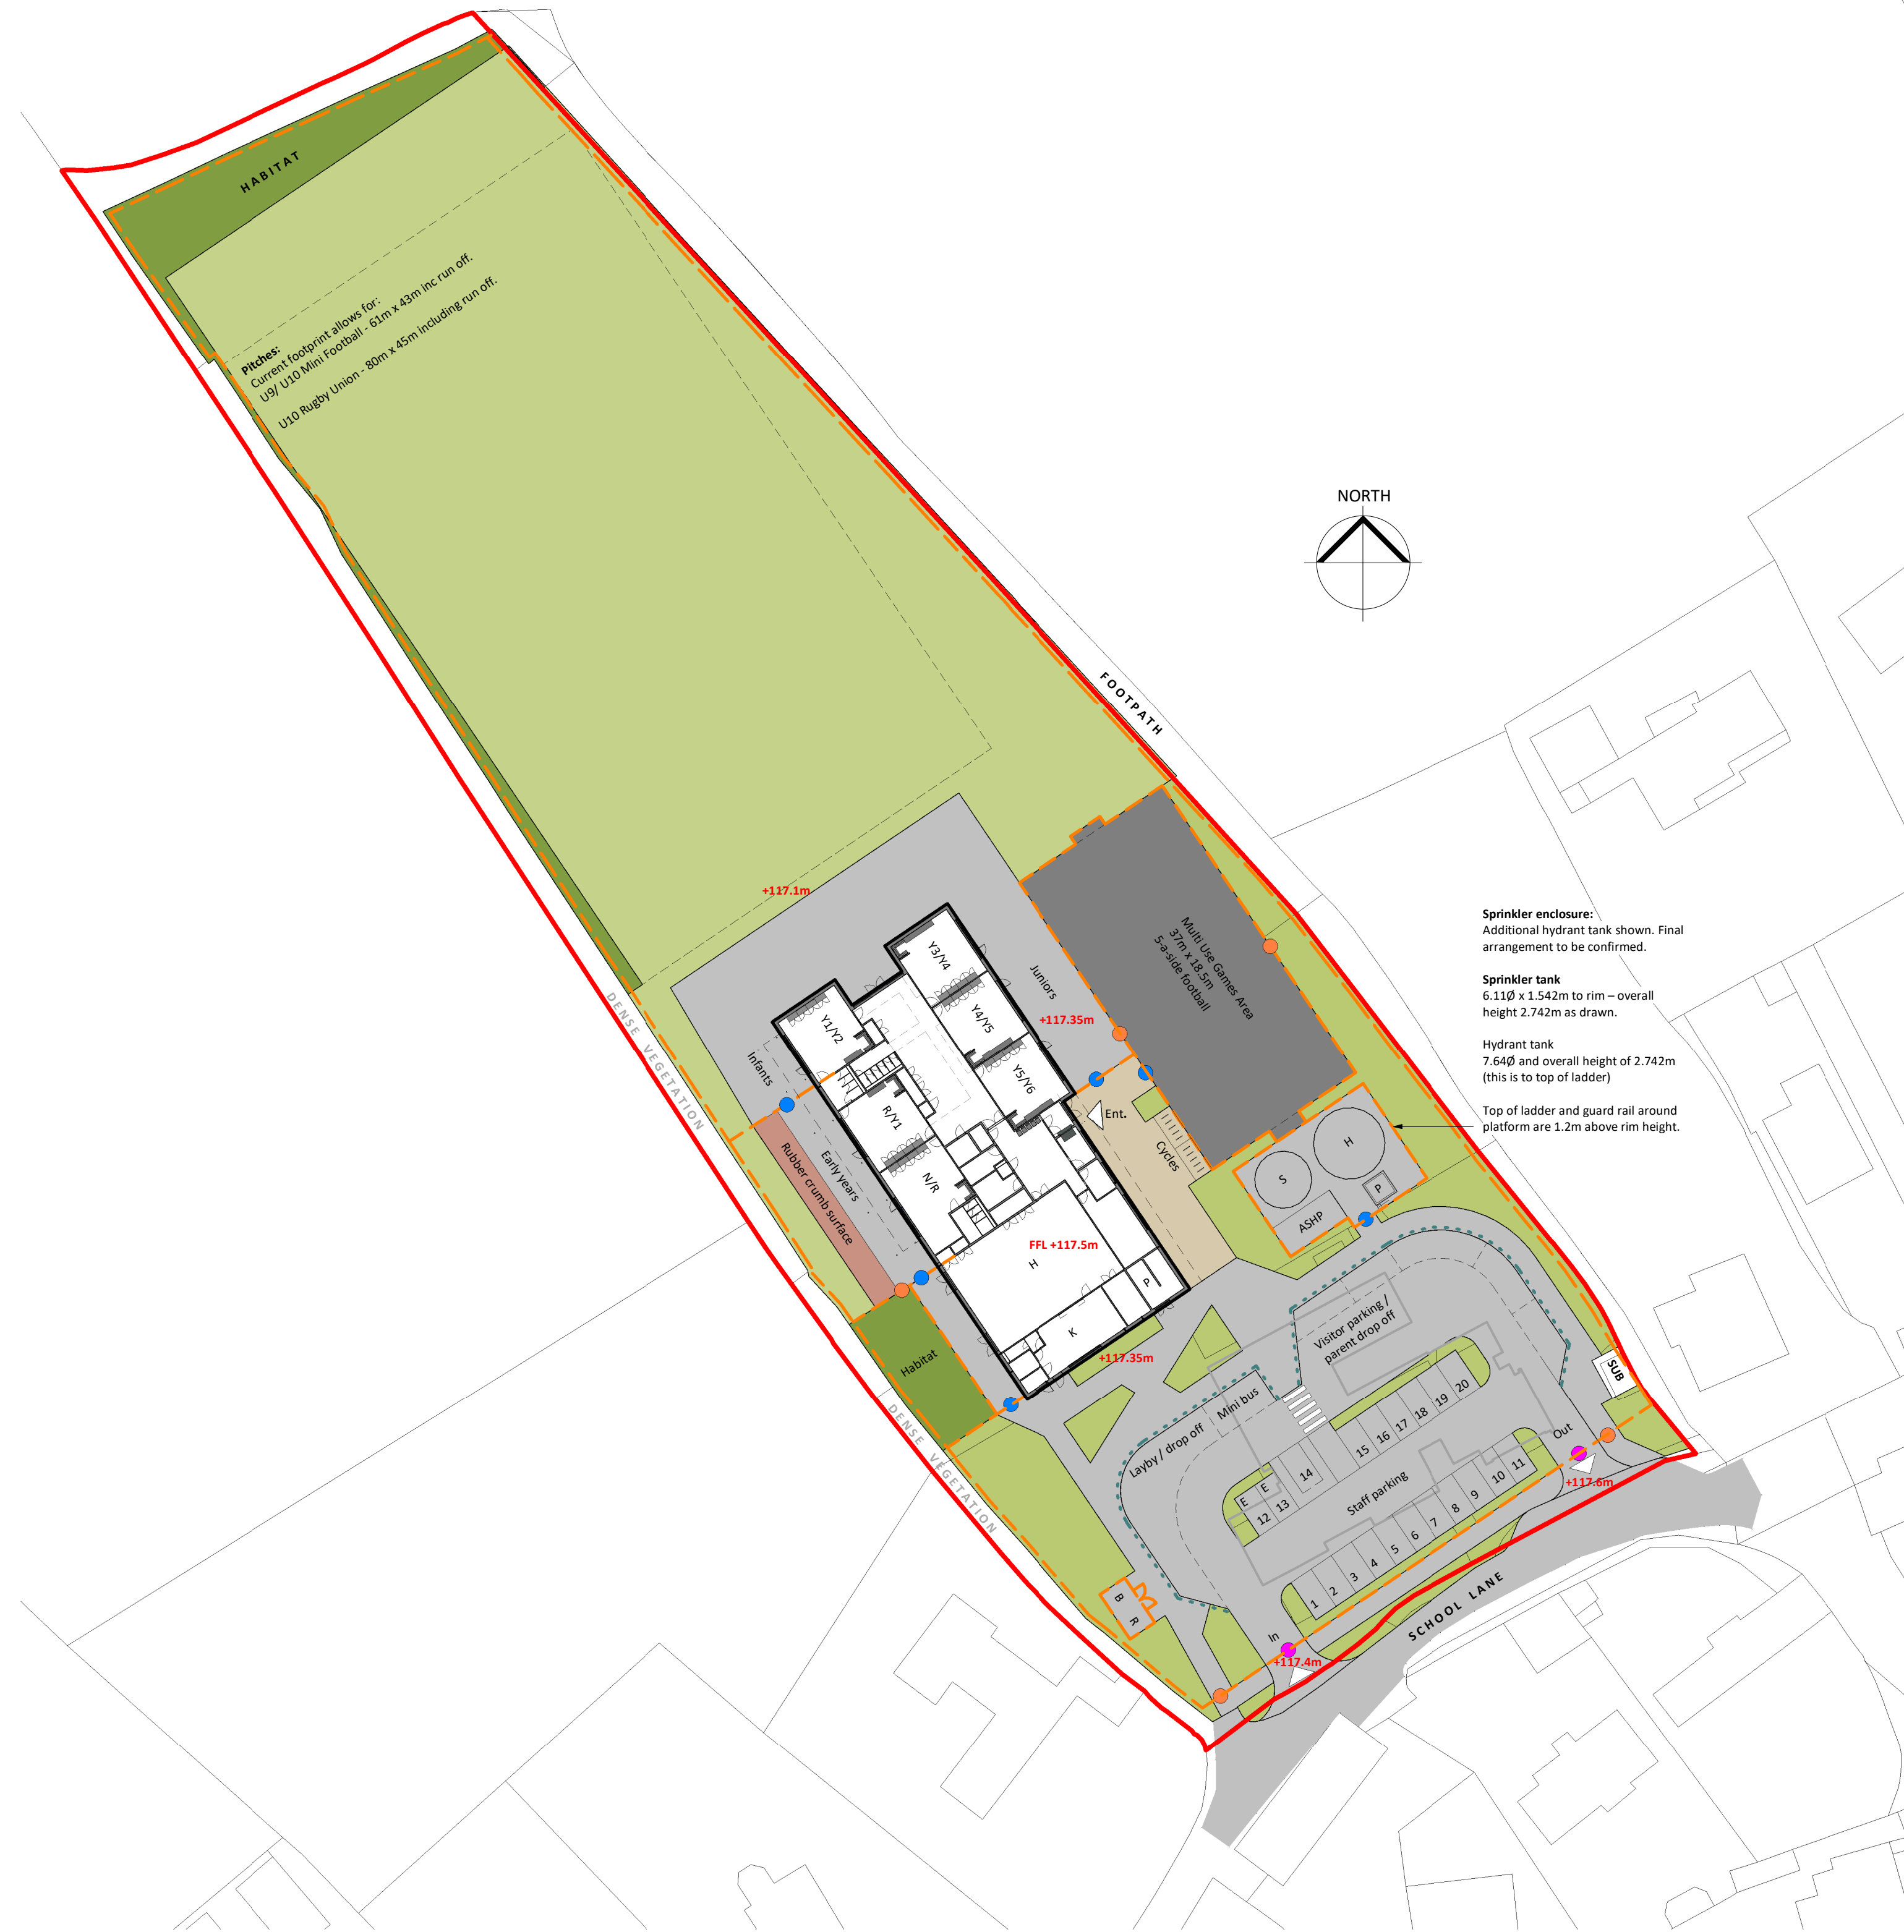 HABITAT
Pitches:
Current footprint allows for:
U9/ U10 Mini Football - 61m x 43m inc run off.
U10 Rugby Union - 80m x 45m including run off.
NORTH
FOOTPATH
+117.1m
Sprinkler enclosure:
Additional hydrant tank shown. Final
arrangement to be confirmed.
Sprinkler tank
6.11Ø x 1.542m to rim – overall
height 2.742m as drawn.
Hydrant tank
7.64Ø and overall height of 2.742m
(this is to top of ladder)
Top of ladder and guard rail around
platform are 1.2m above rim height.
Multi Use Games Area
37m x 18.5m
5-a-side football
Juniors
+117.35m
Y3/Y4
Y4/Y5
Y5/Y6
Y1/Y2
R/Y1
N/R
Infants
Early years
Rubber crumb surface
DENSE VEGETATION
Ent.
Cycles
S
H
P
ASHP
FFL +117.5m
H
P
K
+117.35m
Habitat
DENSE VEGETATION
Visitor parking /
parent drop off
Mini bus
Layby / drop off
SUB
E
E
12
13
14
15
16
17
18
19
20
Staff parking
1
2
3
4
5
6
7
8
9
10
11
Out
+117.6m
B
R
In
+117.4m
SCHOOL LANE